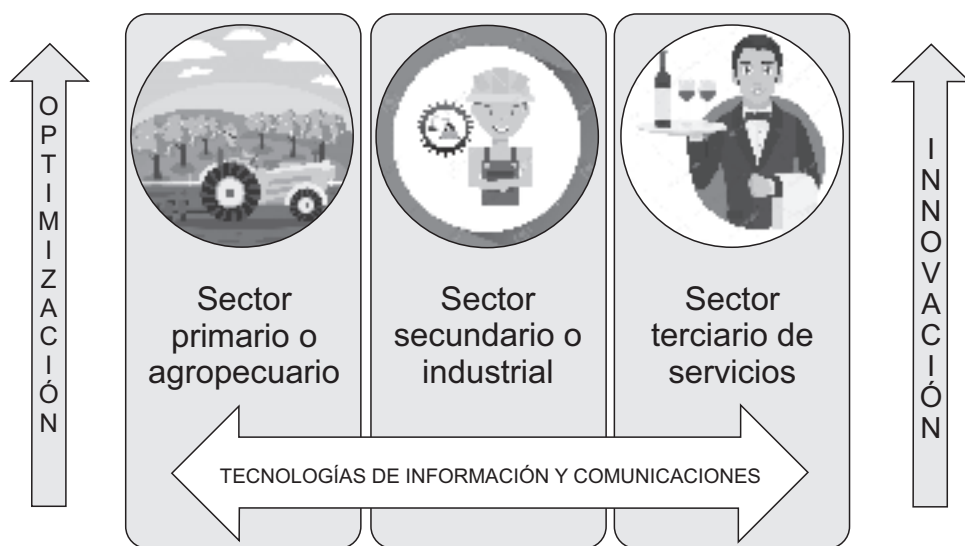 OPTIMIZACIÓN
Sector
primario o
agropecuario
Sector
secundario o
industrial
Sector
terciario de
servicios
INNOVACIÓN
TECNOLOGÍAS DE INFORMACIÓN Y COMUNICACIONES